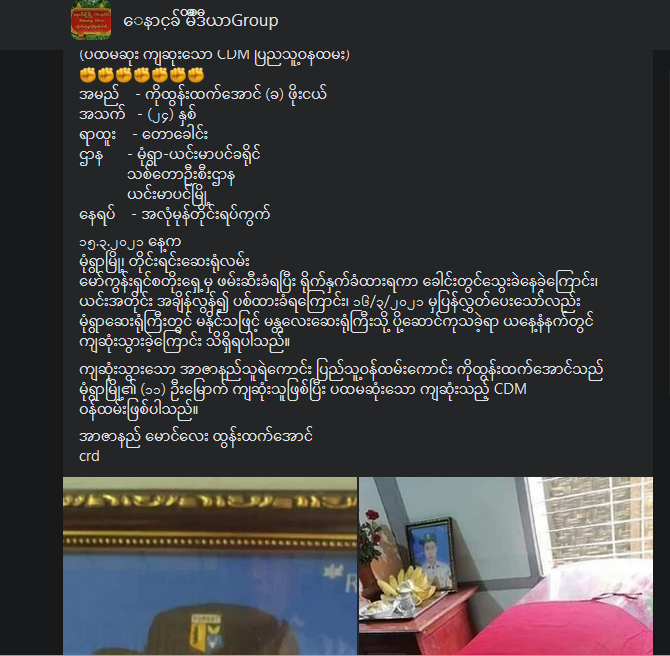 နောင့်ခ် မီဒီယာGroup
(ပထမဆုံး ကျဆုံးသော CDM ပြည်သူ့ဝန်ထမ်း)
✊✊✊✊✊✊✊
အမည် - ကိုထွန်းထက်အောင် (ခ) ဖိုးငယ်
အသက် - (၂၄) နှစ်
ရာထူး - တောခေါင်း
ဌာန - မုံရွာ-ယင်းမာပင်ခရိုင်
သစ်တောဦးစီးဌာန
ယင်းမာပင်မြို့
နေရပ် - အလုံမုန်တိုင်းရပ်ကွက်
၁၅.၃.၂၀၂၁ နေ့က
မုံရွာမြို့၊ တိုင်းရင်းဆေးရုံလမ်း
မော်ကွန်းရင်စတိုးရှေ့မှ ဖမ်းဆီးခံရပြီး ရိုက်နှက်ခံထားရကာ ခေါင်းတွင်သွေးခဲနေခဲ့ကြောင်း၊
ယင်းအတိုင်း အချိန်လွန်၍ ပစ်ထားခံရကြောင်း၊ ၁၆/၃/၂၀၂၁ မှပြန်လွှတ်ပေးသော်လည်း
မုံရွာဆေးရုံကြီးတွင် မနိုင်သဖြင့် မန္တလေးဆေးရုံကြီးသို့ ပို့ဆောင်ကုသခဲ့ရာ ယနေ့နံနက်တွင်
ကျဆုံးသွားခဲ့ကြောင်း သိရှိရပါသည်။
ကျဆုံးသွားသော အာဇာနည်သူရဲကောင်း ပြည်သူ့ဝန်ထမ်းကောင်း ကိုထွန်းထက်အောင်သည်
မုံရွာမြို့၏ (၁၁) ဦးမြောက် ကျဆုံးသူဖြစ်ပြီး ပထမဆုံးသော ကျဆုံးသည့် CDM
ဝန်ထမ်းဖြစ်ပါသည်။
အာဇာနည် မောင်လေး ထွန်းထက်အောင်
crd
FOREST